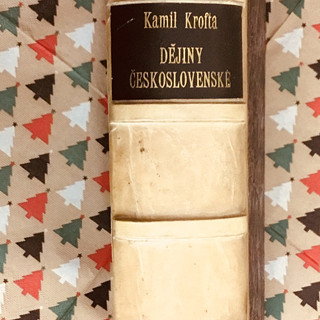 Kamil Krofta
DĚJINY
ČESKOSLOVENSKÉ